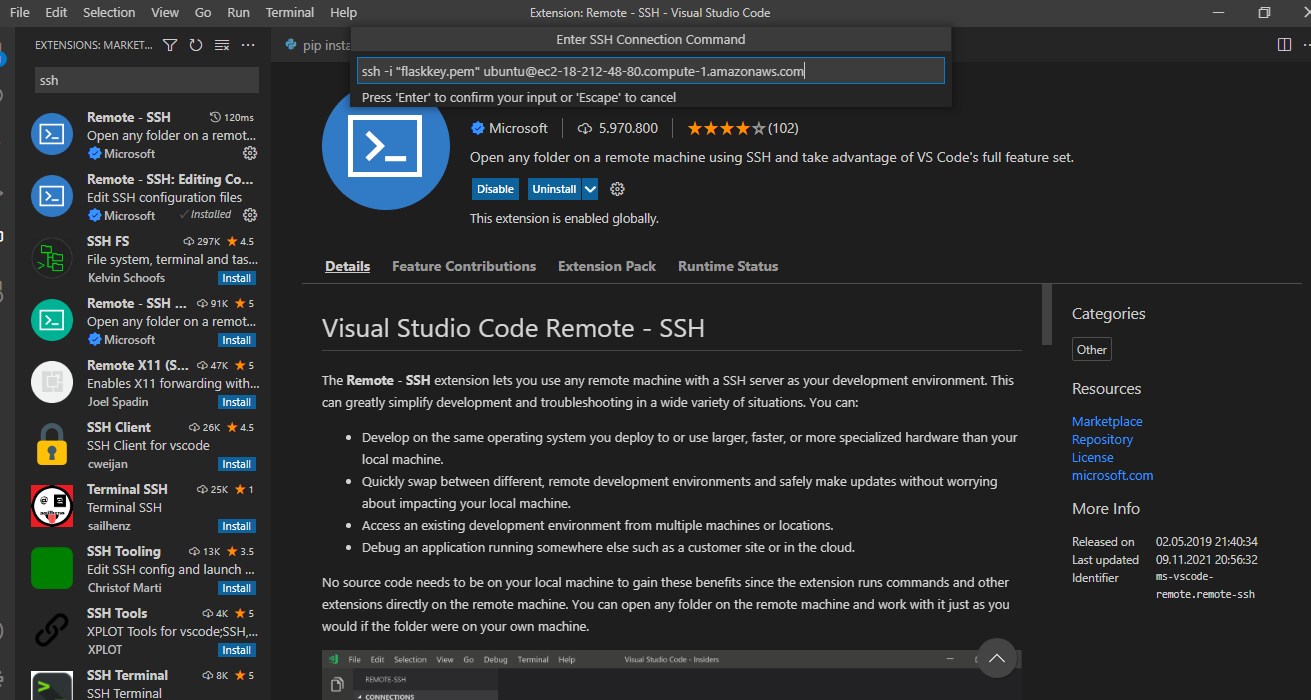 File Edit Selection View Go Run Terminal Help
Extension: Remote - SSH - Visual Studio Code
EXTENSIONS: MARKET...
pip insta
Enter SSH Connection Command
ssh -i "flaskkey.pem" ubuntu@ec2-18-212-48-80.compute-1.amazonaws.com
Press 'Enter' to confirm your input or 'Escape' to cancel
ssh
Remote - SSH 120ms
Open any folder on a remot...
Microsoft
Remote - SSH: Editing Co...
Edit SSH configuration files
Microsoft ✓Installed
SSH FS 297K ★ 4.5
File system, terminal and tas...
Kelvin Schoofs Install
Remote - SSH ... 91K ★ 5
Open any folder on a remot...
Microsoft Install
Remote X11 (S... 47K ★ 5
Enables X11 forwarding with...
Joel Spadin Install
SSH Client 26K ★ 4.5
SSH Client for vscode
cweijan Install
Terminal SSH 25K ★ 1
Terminal SSH
sailhenz Install
SSH Tooling 13K ★ 3.5
Edit SSH config and launch ...
Christof Marti Install
SSH Tools 4K ★ 5
XPLOT Tools for vscode;SSH,...
XPLOT Install
SSH Terminal 8K ★ 5
SSH Terminal
Microsoft 5.970.800 ★★★★☆(102)
Open any folder on a remote machine using SSH and take advantage of VS Code's full feature set.
Disable Uninstall
This extension is enabled globally.
Details Feature Contributions Extension Pack Runtime Status
Visual Studio Code Remote - SSH
The Remote - SSH extension lets you use any remote machine with a SSH server as your development environment. This
can greatly simplify development and troubleshooting in a wide variety of situations. You can:
• Develop on the same operating system you deploy to or use larger, faster, or more specialized hardware than your
local machine.
• Quickly swap between different, remote development environments and safely make updates without worrying
about impacting your local machine.
• Access an existing development environment from multiple machines or locations.
• Debug an application running somewhere else such as a customer site or in the cloud.
No source code needs to be on your local machine to gain these benefits since the extension runs commands and other
extensions directly on the remote machine. You can open any folder on the remote machine and work with it just as you
would if the folder were on your own machine.
File Edit Selection View Go Debug Terminal Help Visual Studio Code - Insiders
REMOTE-SSH
CONNECTIONS
Categories
Other
Resources
Marketplace
Repository
License
microsoft.com
More Info
Released on 02.05.2019 21:40:34
Last updated 09.11.2021 20:56:32
Identifier ms-vscode-
remote.remote-ssh